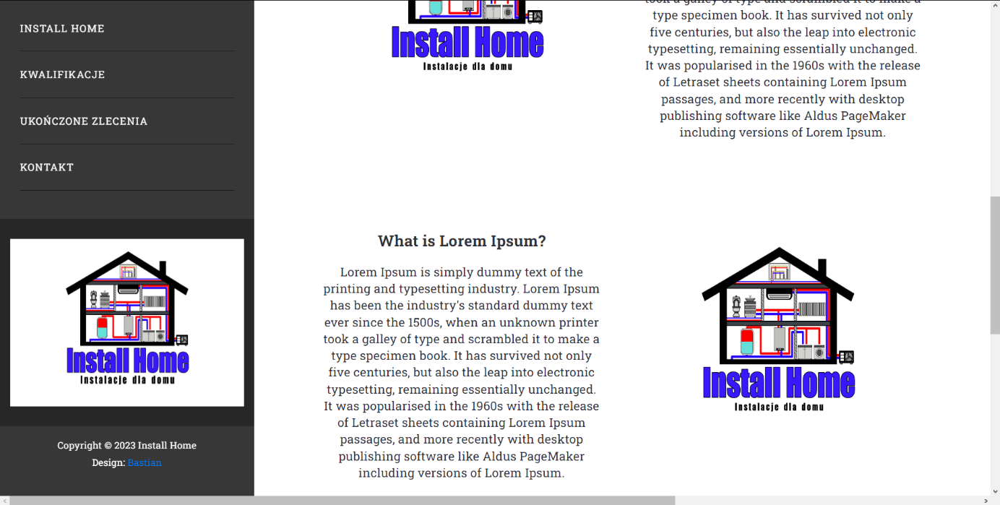 INSTALL HOME
KWALIFIKACJE
UKOŃCZONE ZLECENIA
KONTAKT
Install Home
Instalacje dla domu
Copyright © 2023 Install Home
Design: Bastian
Install Home
Instalacje dla domu
took a galley of type and scrambled it to make a
type specimen book. It has survived not only
five centuries, but also the leap into electronic
typesetting, remaining essentially unchanged.
It was popularised in the 1960s with the release
of Letraset sheets containing Lorem Ipsum
passages, and more recently with desktop
publishing software like Aldus PageMaker
including versions of Lorem Ipsum.
What is Lorem Ipsum?
Lorem Ipsum is simply dummy text of the
printing and typesetting industry. Lorem Ipsum
has been the industry's standard dummy text
ever since the 1500s, when an unknown printer
took a galley of type and scrambled it to make a
type specimen book. It has survived not only
five centuries, but also the leap into electronic
typesetting, remaining essentially unchanged.
It was popularised in the 1960s with the release
of Letraset sheets containing Lorem Ipsum
passages, and more recently with desktop
publishing software like Aldus PageMaker
including versions of Lorem Ipsum.
Install Home
Instalacje dla domu